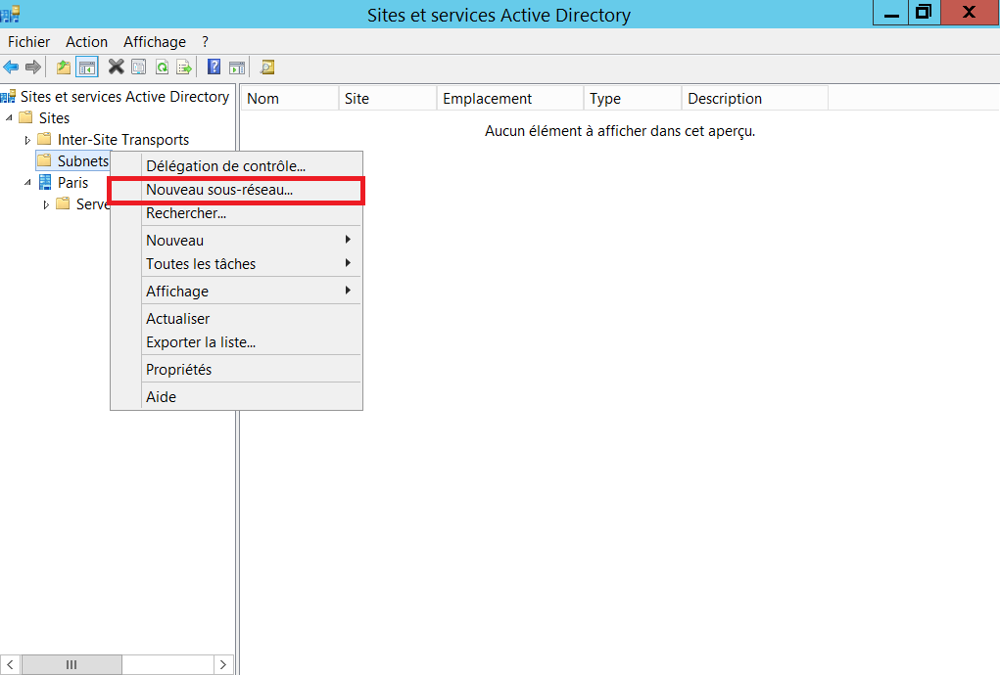 Sites et services Active Directory
Fichier Action Affichage ?
Sites et services Active Directory
Nom Site Emplacement Type Description
Sites
Aucun élément à afficher dans cet aperçu.
Inter-Site Transports
Subnets
Paris
Serve
Délégation de contrôle...
Nouveau sous-réseau...
Rechercher...
Nouveau
Toutes les tâches
Affichage
Actualiser
Exporter la liste...
Propriétés
Aide